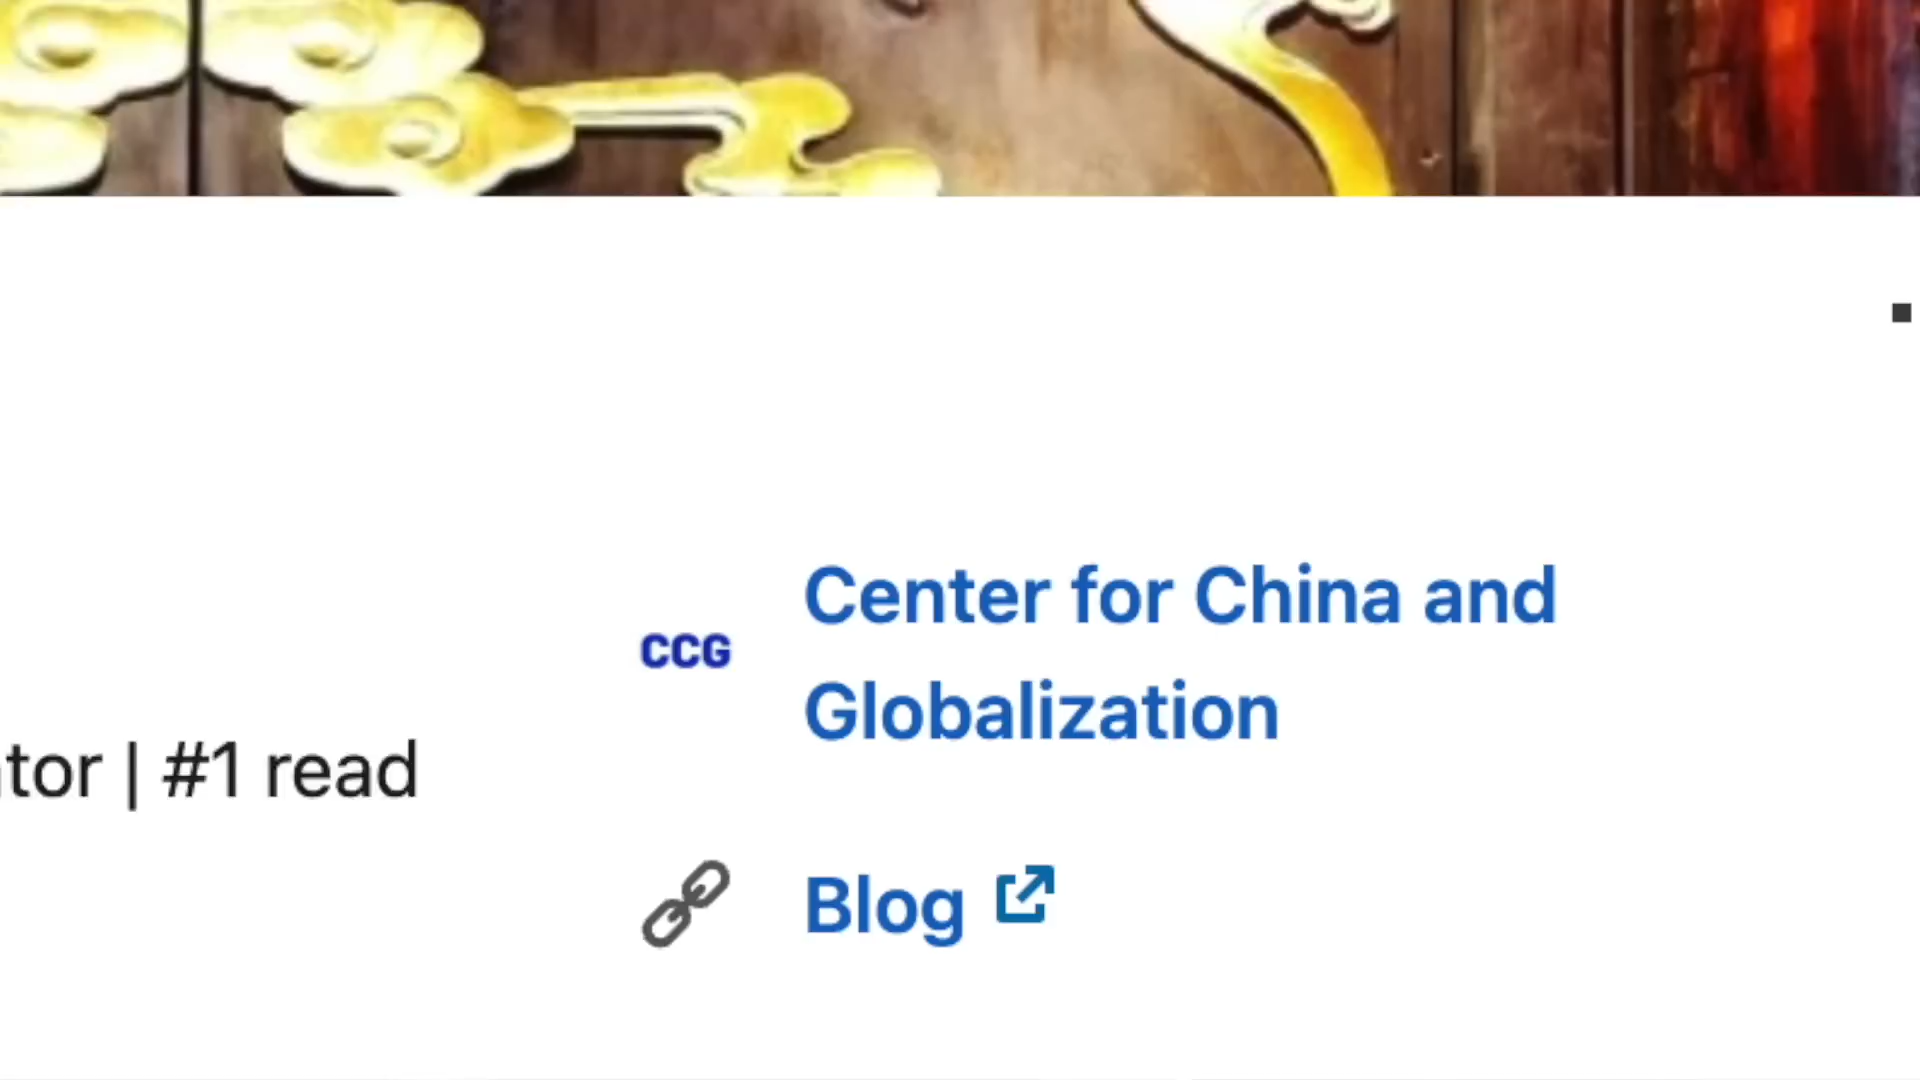 Center for China and
CCG
Globalization
tor | #1 read
Blog